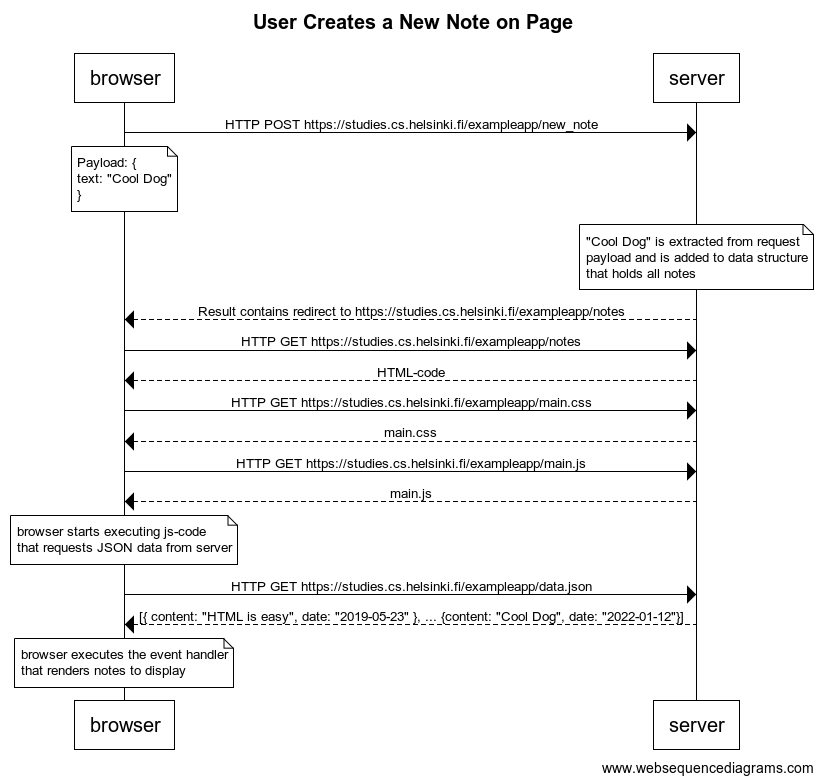 User Creates a New Note on Page
browser
server
HTTP POST https://studies.cs.helsinki.fi/exampleapp/new_note
Payload: {
text: "Cool Dog"
}
"Cool Dog" is extracted from request
payload and is added to data structure
that holds all notes
Result contains redirect to https://studies.cs.helsinki.fi/exampleapp/notes
HTTP GET https://studies.cs.helsinki.fi/exampleapp/notes
HTML-code
HTTP GET https://studies.cs.helsinki.fi/exampleapp/main.css
main.css
HTTP GET https://studies.cs.helsinki.fi/exampleapp/main.js
main.js
browser starts executing js-code
that requests JSON data from server
HTTP GET https://studies.cs.helsinki.fi/exampleapp/data.json
[{ content: "HTML is easy", date: "2019-05-23" }, ... {content: "Cool Dog", date: "2022-01-12"}]
browser executes the event handler
that renders notes to display
browser
server
www.websequencediagrams.com